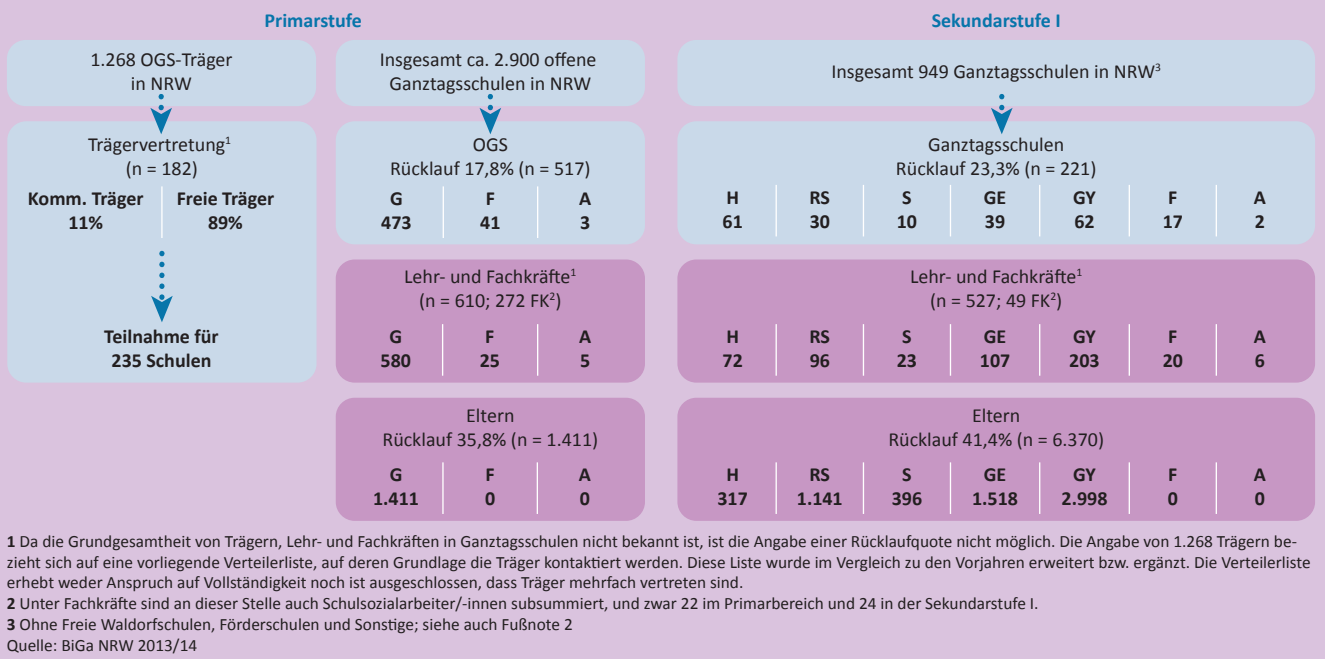 Primarstufe
1.268 OGS-Träger
in NRW
Trägervertretung1
(n = 182)
Komm. Träger Freie Träger
11% 89%
Teilnahme für
235 Schulen
Insgesamt ca. 2.900 offene
Ganztagsschulen in NRW
OGS
Rücklauf 17,8% (n = 517)
G F A
473 41 3
Lehr- und Fachkräfte1
(n = 610; 272 FK2)
G F A
580 25 5
Eltern
Rücklauf 35,8% (n = 1.411)
G F A
1.411 0 0
Sekundarstufe I
Insgesamt 949 Ganztagsschulen in NRW3
Ganztagsschulen
Rücklauf 23,3% (n = 221)
H RS S GE GY F A
61 30 10 39 62 17 2
Lehr- und Fachkräfte1
(n = 527; 49 FK2)
H RS S GE GY F A
72 96 23 107 203 20 6
Eltern
Rücklauf 41,4% (n = 6.370)
H RS S GE GY F A
317 1.141 396 1.518 2.998 0 0
1 Da die Grundgesamtheit von Trägern, Lehr- und Fachkräften in Ganztagsschulen nicht bekannt ist, ist die Angabe einer Rücklaufquote nicht möglich. Die Angabe von 1.268 Trägern be-
zieht sich auf eine vorliegende Verteilerliste, auf deren Grundlage die Träger kontaktiert werden. Diese Liste wurde im Vergleich zu den Vorjahren erweitert bzw. ergänzt. Die Verteilerliste
erhebt weder Anspruch auf Vollständigkeit noch ist ausgeschlossen, dass Träger mehrfach vertreten sind.
2 Unter Fachkräfte sind an dieser Stelle auch Schulsozialarbeiter/-innen subsummiert, und zwar 22 im Primarbereich und 24 in der Sekundarstufe I.
3 Ohne Freie Waldorfschulen, Förderschulen und Sonstige; siehe auch Fußnote 2
Quelle: BiGa NRW 2013/14